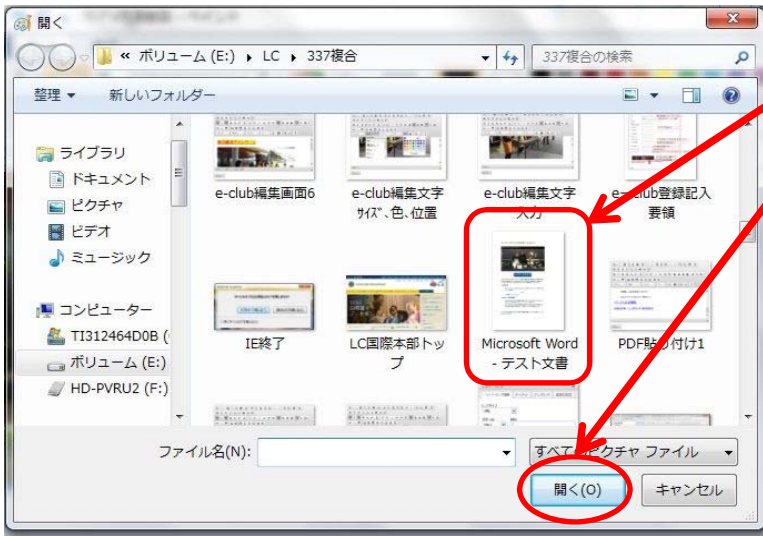 開く
« ボリューム (E:) ▸ LC ▸ 337複合
337複合の検索
整理 ▼ 新しいフォルダー
ライブラリ
ドキュメント
ピクチャ
ビデオ
ミュージック
コンピューター
TI312464D0B (
ボリューム (E:)
HD-PVRU2 (F:)
e-club編集画面6
e-club編集文字
ｻｲｽﾞ、色、位置
e-club編集文字
入力
e-club登録記入
要領
IE終了
LC国際本部トッ
プ
Microsoft Word
- テスト文書
PDF貼り付け1
ファイル名(N):
すべてのピクチャ ファイル
開く(O)
キャンセル